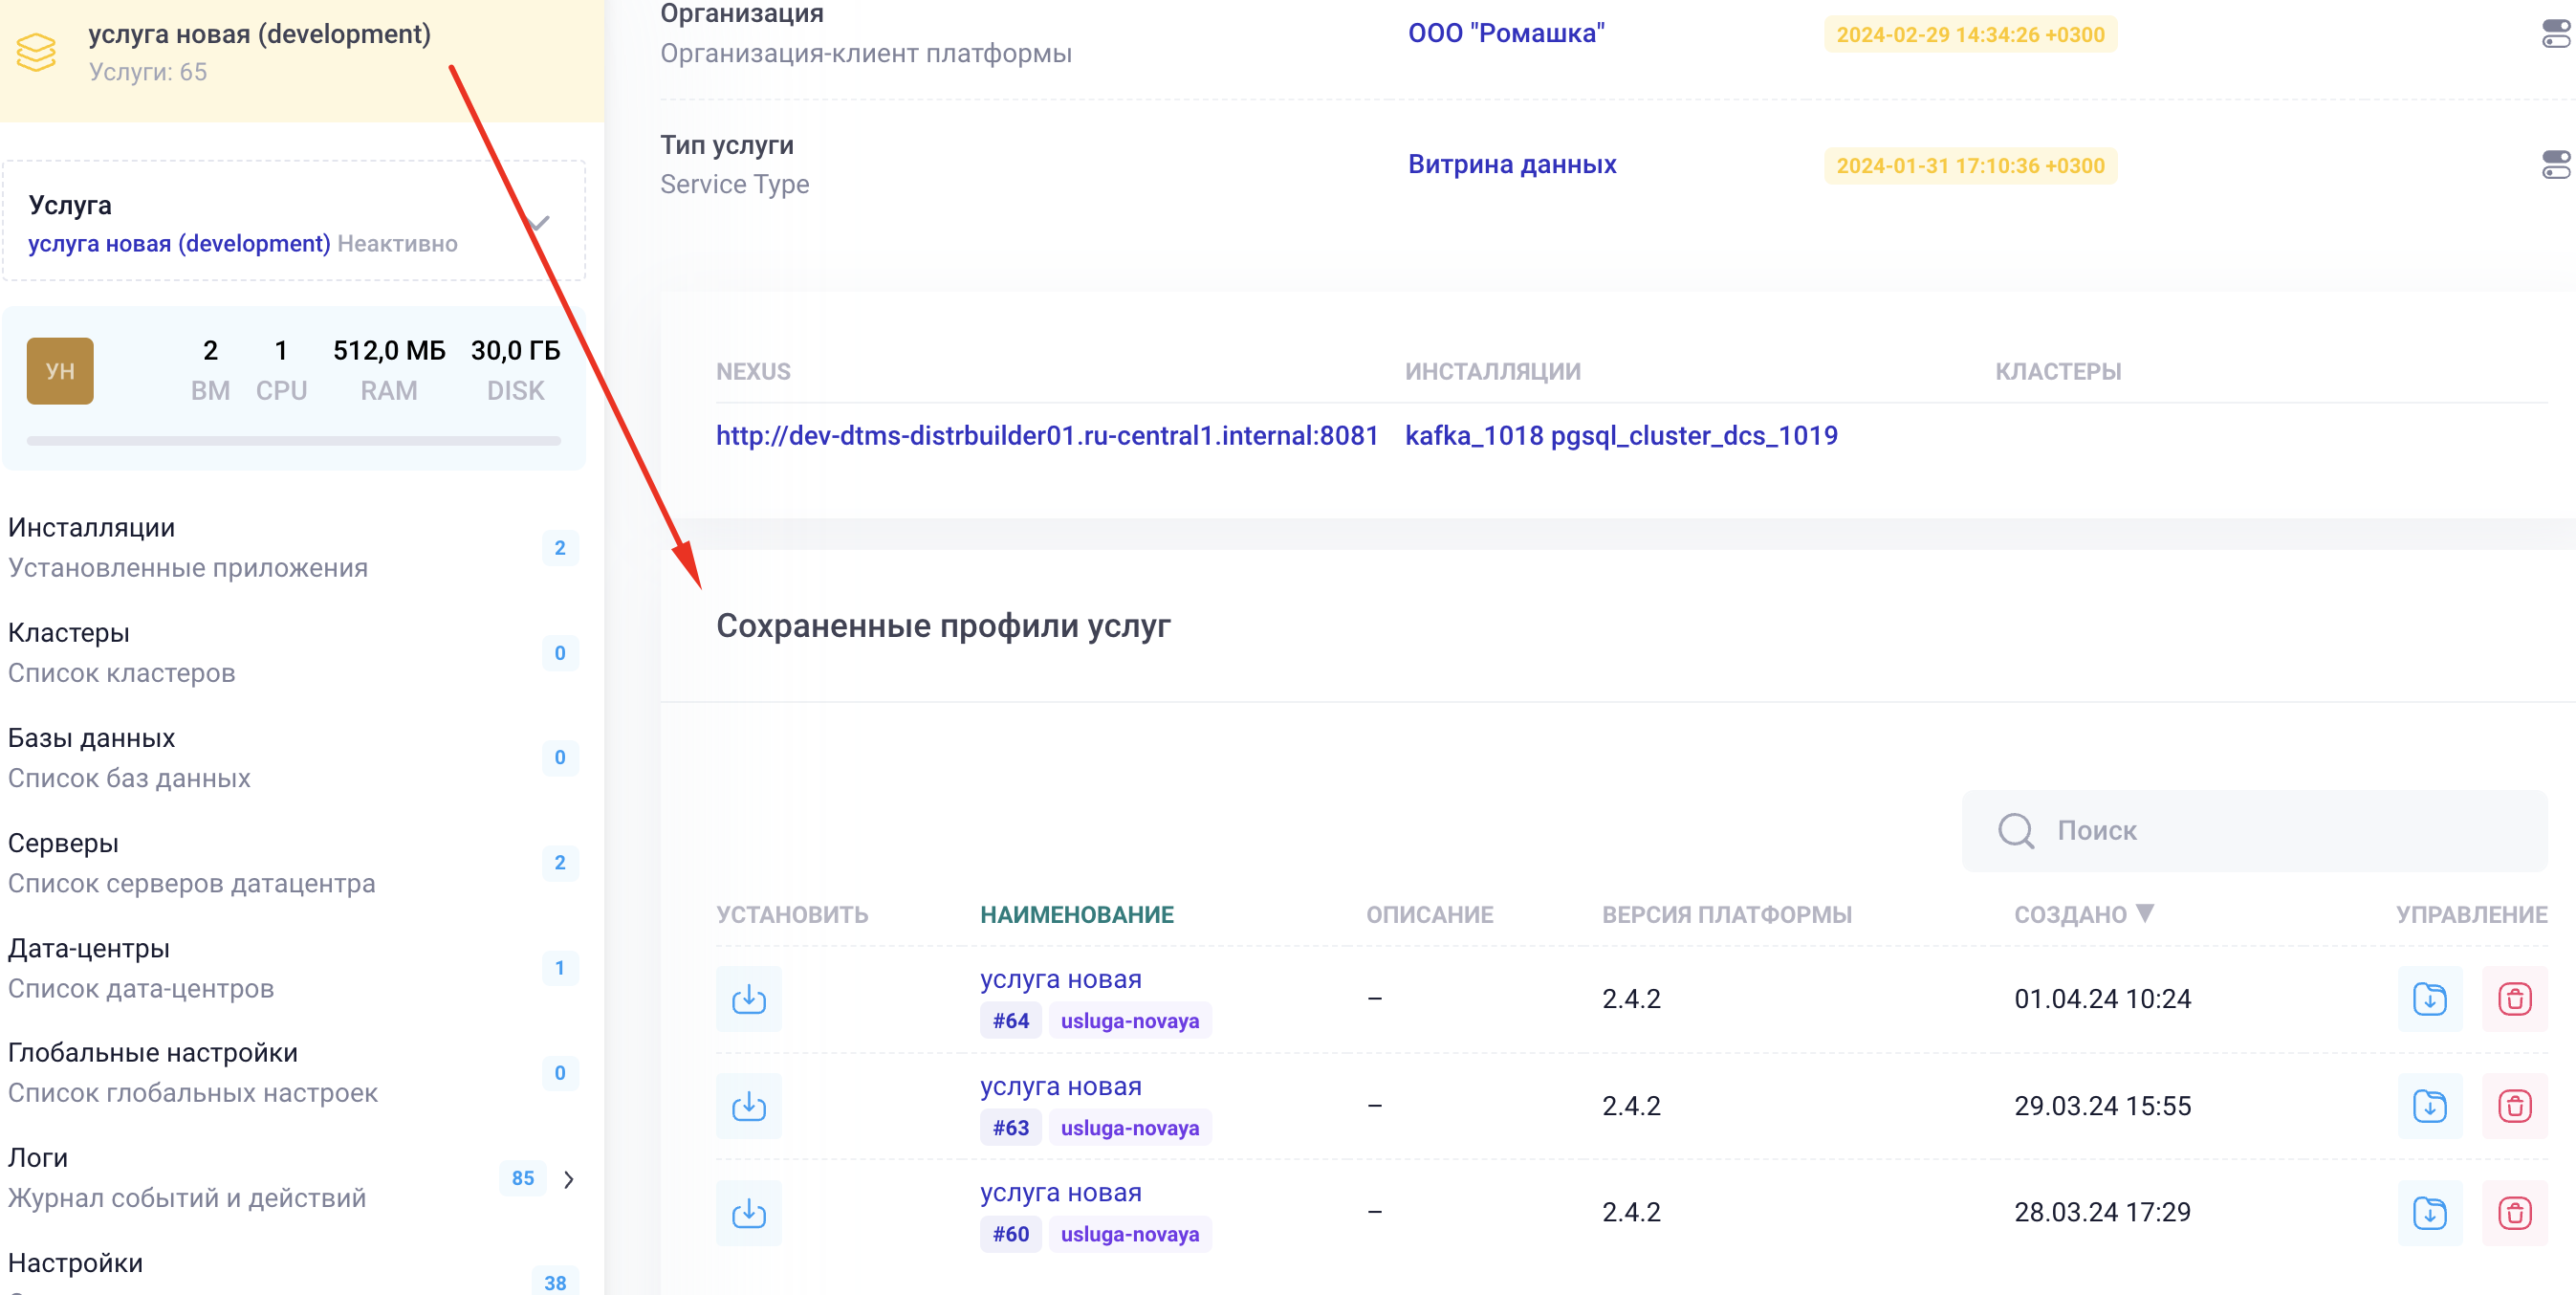 услуга новая (development)
Услуги: 65
Услуга
услуга новая (development) Неактивно
УН
2 1 512,0 МБ 30,0 ГБ
ВМ CPU RAM DISK
Инсталляции
Установленные приложения
2
Кластеры
Список кластеров
0
Базы данных
Список баз данных
0
Серверы
Список серверов датацентра
2
Дата-центры
Список дата-центров
1
Глобальные настройки
Список глобальных настроек
0
Логи
Журнал событий и действий
85
Настройки
38
Организация
Организация-клиент платформы
ООО "Ромашка"
2024-02-29 14:34:26 +0300
Тип услуги
Service Type
Витрина данных
2024-01-31 17:10:36 +0300
NEXUS ИНСТАЛЛЯЦИИ КЛАСТЕРЫ
http://dev-dtms-distrbuilder01.ru-central1.internal:8081 kafka_1018 pgsql_cluster_dcs_1019
Сохраненные профили услуг
Поиск
УСТАНОВИТЬ НАИМЕНОВАНИЕ ОПИСАНИЕ ВЕРСИЯ ПЛАТФОРМЫ СОЗДАНО ▼ УПРАВЛЕНИЕ
услуга новая
#64 usluga-novaya
– 2.4.2 01.04.24 10:24
услуга новая
#63 usluga-novaya
– 2.4.2 29.03.24 15:55
услуга новая
#60 usluga-novaya
– 2.4.2 28.03.24 17:29